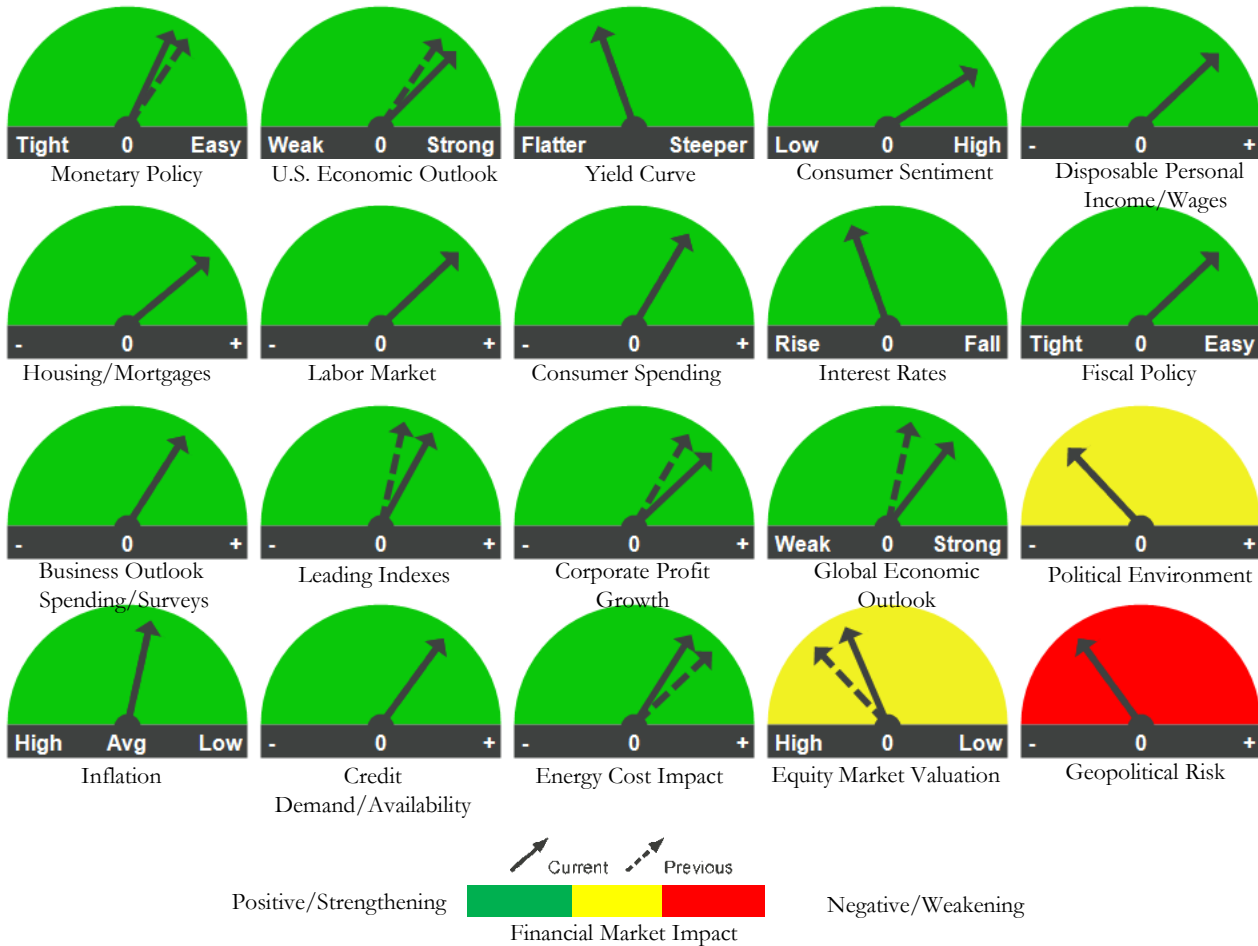 Tight 0 Easy
Weak 0 Strong
Flatter Steeper
Low 0 High
- 0 +
Monetary Policy
U.S. Economic Outlook
Yield Curve
Consumer Sentiment
Disposable Personal
Income/Wages
- 0 +
- 0 +
- 0 +
Rise 0 Fall
Tight 0 Easy
Housing/Mortgages
Labor Market
Consumer Spending
Interest Rates
Fiscal Policy
- 0 +
- 0 +
- 0 +
Weak 0 Strong
- 0 +
Business Outlook
Spending/Surveys
Leading Indexes
Corporate Profit
Growth
Global Economic
Outlook
Political Environment
High Avg Low
- 0 +
- 0 +
High 0 Low
- 0 +
Inflation
Credit
Demand/Availability
Energy Cost Impact
Equity Market Valuation
Geopolitical Risk
Current Previous
Positive/Strengthening
Negative/Weakening
Financial Market Impact